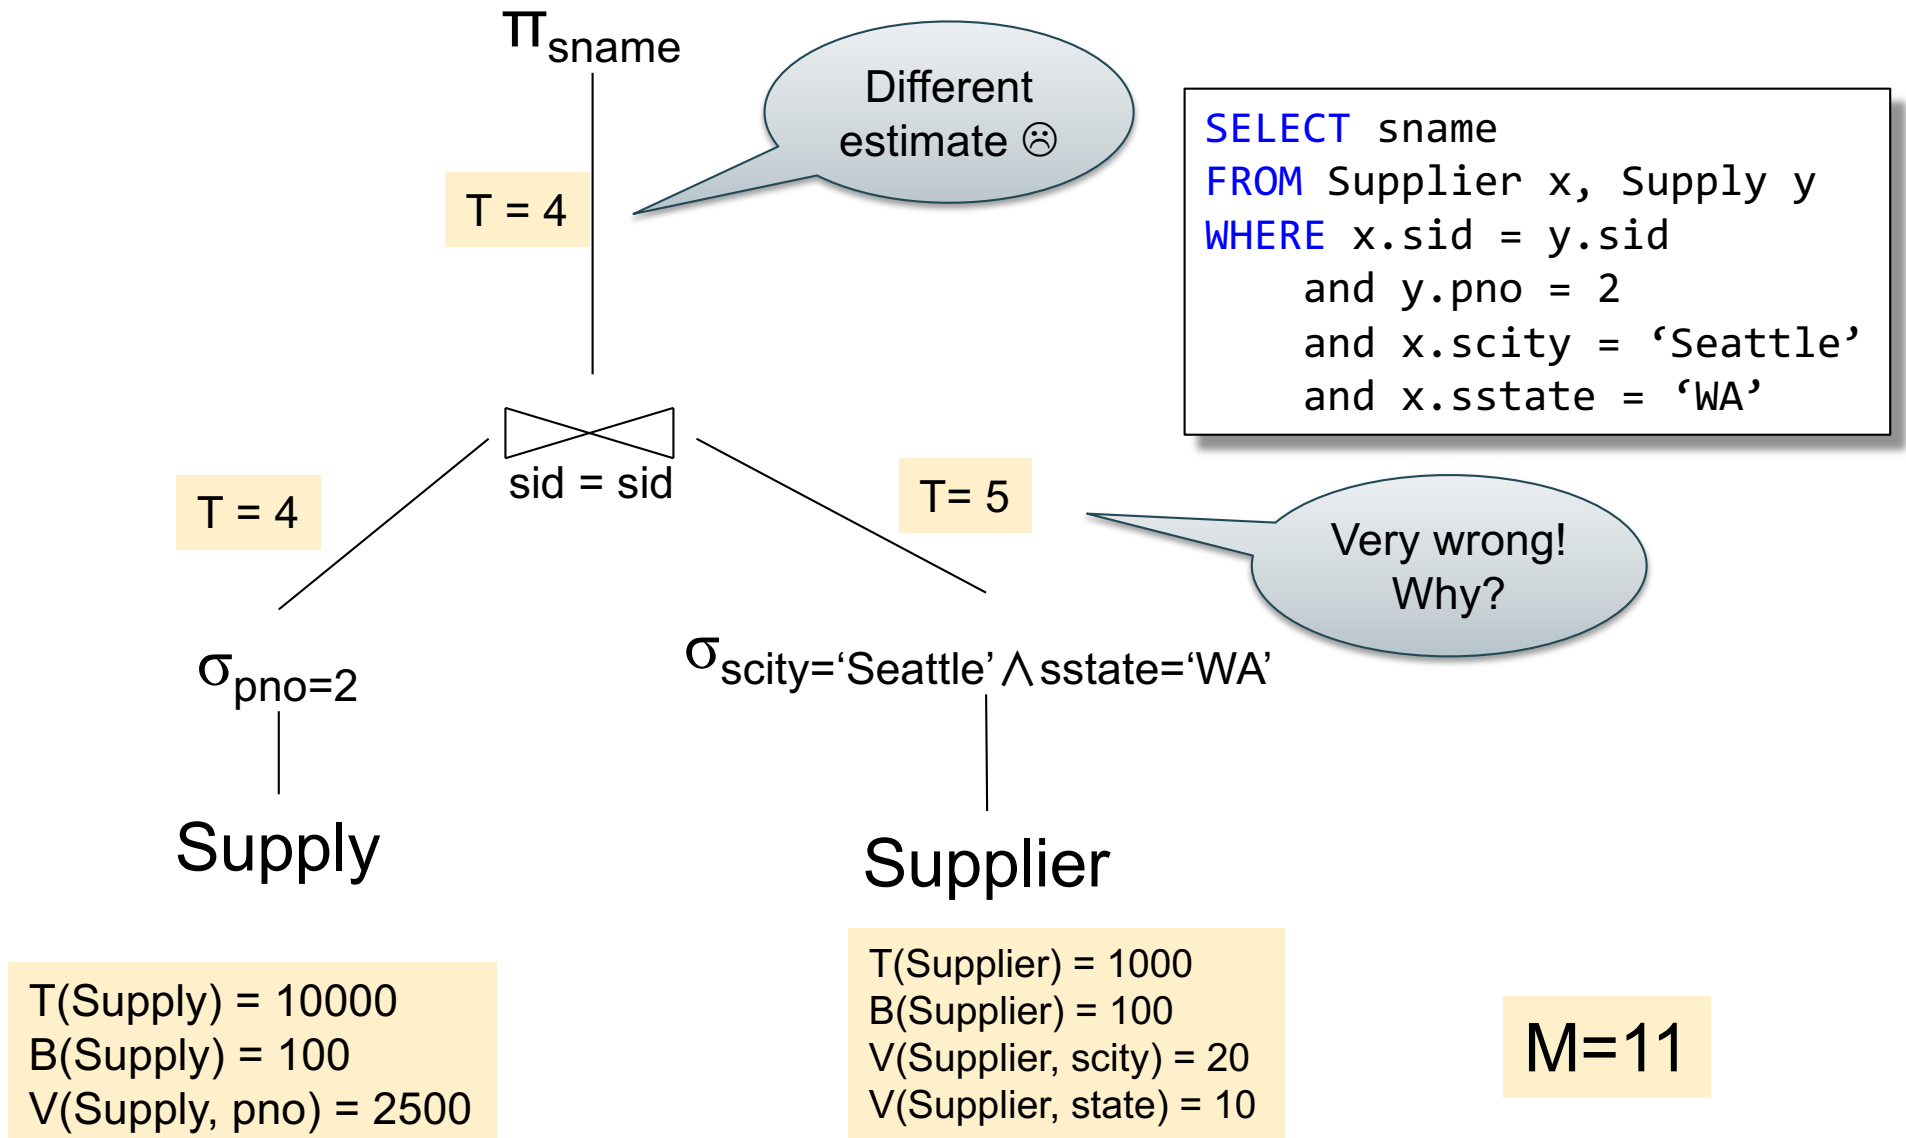 π sname
Different
estimate ☹
SELECT sname
FROM Supplier x, Supply y
WHERE x.sid = y.sid
and y.pno = 2
and x.scity = ‘Seattle’
and x.sstate = ‘WA’
T = 4
sid = sid
T = 4
T= 5
Very wrong!
Why?
σ pno=2
σ scity=‘Seattle’ ∧ sstate=‘WA’
Supply
Supplier
T(Supply) = 10000
B(Supply) = 100
V(Supply, pno) = 2500
T(Supplier) = 1000
B(Supplier) = 100
V(Supplier, scity) = 20
V(Supplier, state) = 10
M=11